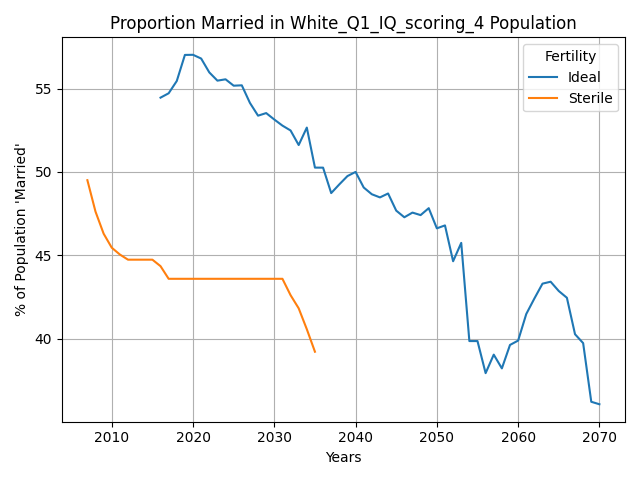 Proportion Married in White_Q1_IQ_scoring_4 Population
% of Population 'Married'
55
50
45
40
Fertility
Ideal
Sterile
2010 2020 2030 2040 2050 2060 2070
Years